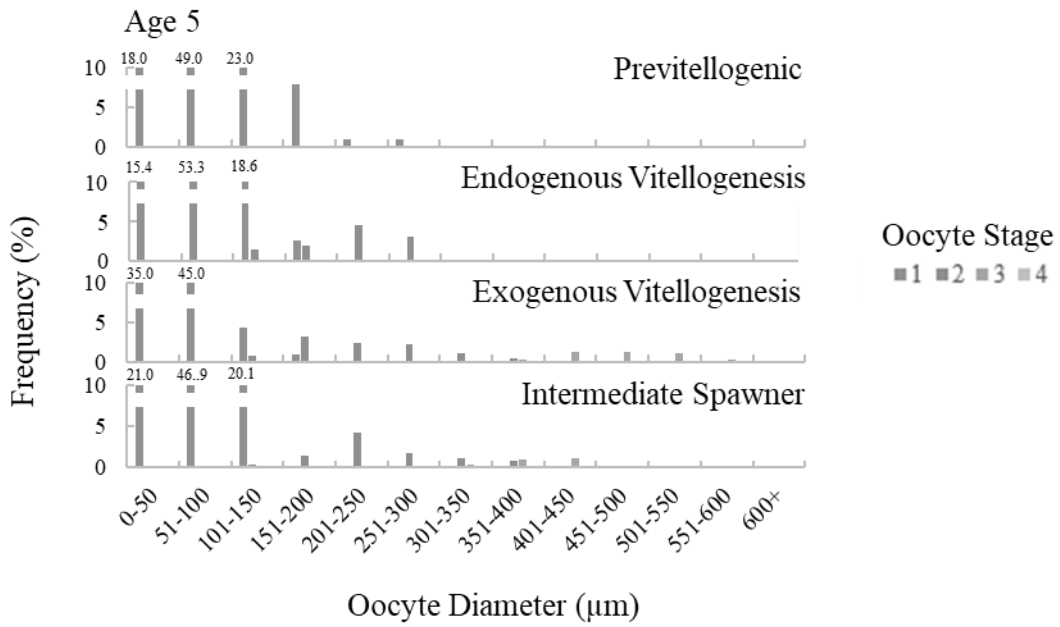 Age 5
18.0 49.0 23.0
Previtellogenic
10
5
0
15.4 53.3 18.6
Endogenous Vitellogenesis
10
5
0
35.0 45.0
Exogenous Vitellogenesis
10
5
0
21.0 46..9 20.1
Intermediate Spawner
10
5
0
Frequency (%)
0-50 51-100 101-150 151-200 201-250 251-300 301-350 351-400 401-450 451-500 501-550 551-600 600+
Oocyte Diameter (μm)
Oocyte Stage
1 2 3 4